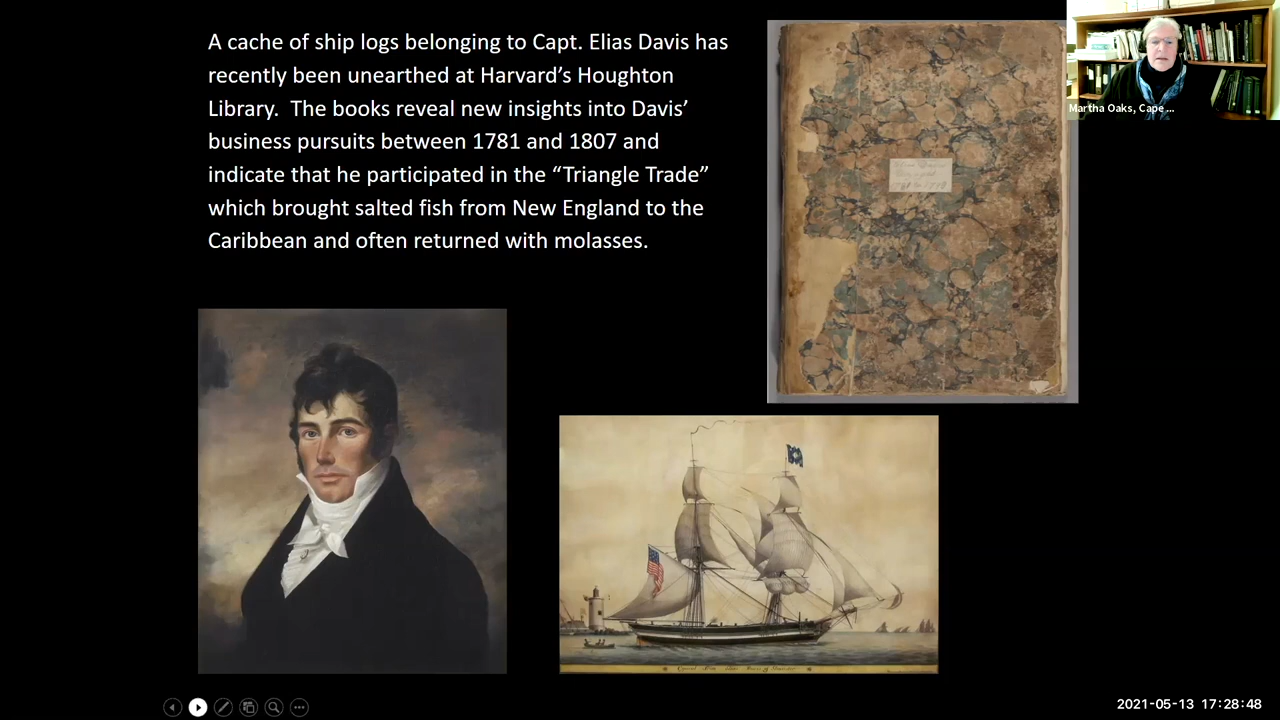 A cache of ship logs belonging to Capt. Elias Davis has
recently been unearthed at Harvard’s Houghton
Library.  The books reveal new insights into Davis’
business pursuits between 1781 and 1807 and
indicate that he participated in the “Triangle Trade”
which brought salted fish from New England to the
Caribbean and often returned with molasses.
Martha Oaks, Cape ...
2021-05-13 17:28:48